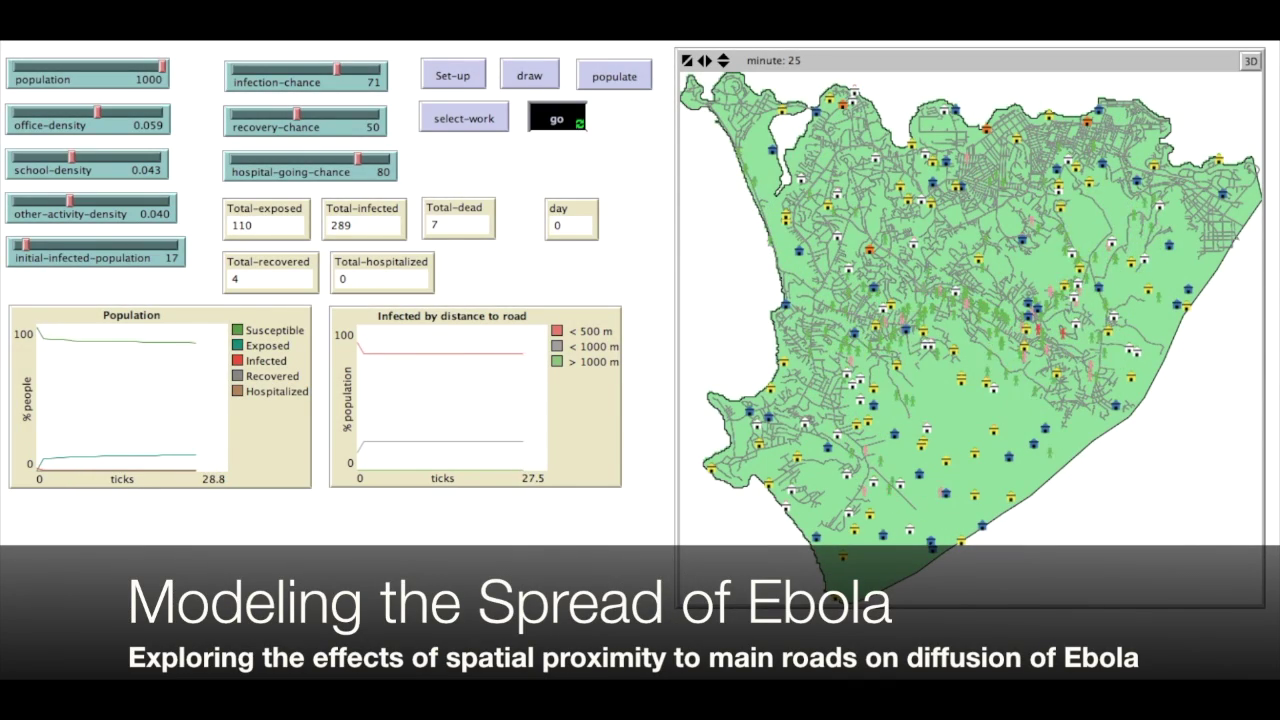 population 1000
office-density 0.059
school-density 0.043
other-activity-density 0.040
initial-infected-population 17
infection-chance 71
recovery-chance 50
hospital-going-chance 80
Set-up
draw
populate
select-work
go
Total-exposed
110
Total-infected
289
Total-dead
7
day
0
Total-recovered
4
Total-hospitalized
0
Population
100
% people
0
0
ticks
28.8
Susceptible
Exposed
Infected
Recovered
Hospitalized
Infected by distance to road
100
% population
0
0
ticks
27.5
< 500 m
< 1000 m
> 1000 m
minute: 25
3D
Modeling the Spread of Ebola
Exploring the effects of spatial proximity to main roads on diffusion of Ebola